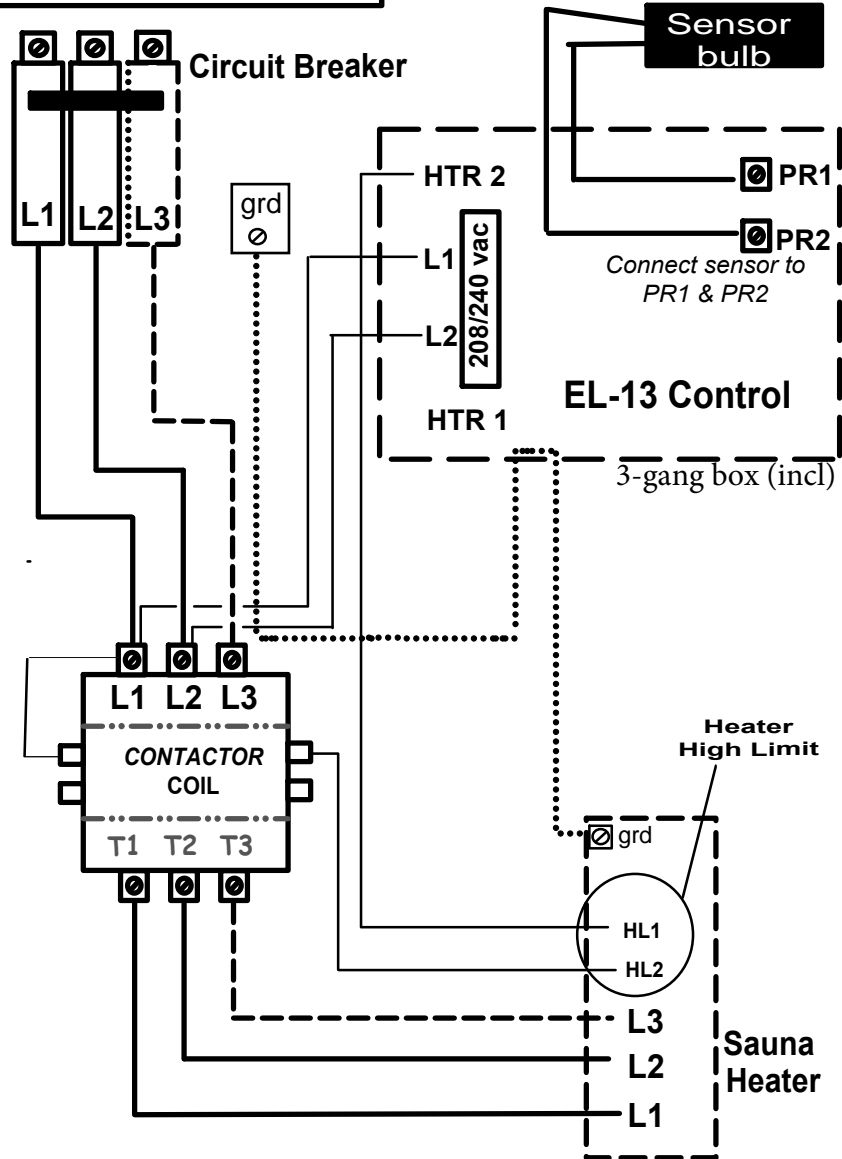 Sensor
bulb
Circuit Breaker
L1
L2
L3
grd
HTR 2
L1
208/240 vac
L2
HTR 1
PR1
PR2
Connect sensor to
PR1 & PR2
EL-13 Control
3-gang box (incl)
L1
L2
L3
CONTACTOR
COIL
T1
T2
T3
Heater
High Limit
grd
HL1
HL2
L3
L2
L1
Sauna
Heater